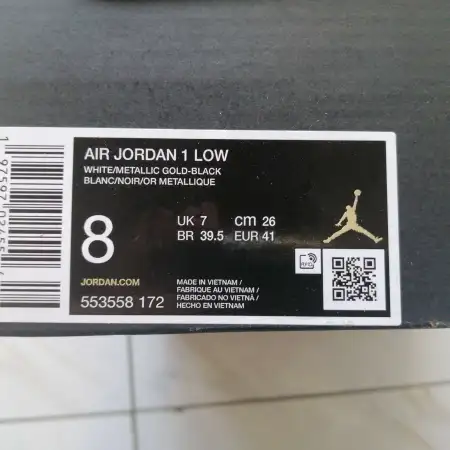 AIR JORDAN 1 LOW
WHITE/METALLIC GOLD-BLACK
BLANC/NOIR/OR METALLIQUE
8
UK 7 cm 26
BR 39.5 EUR 41
JORDAN.COM
553558 172
MADE IN VIETNAM /
FABRIQUE AU VIETNAM /
FABRICADO NO VIETNÃ /
HECHO EN VIETNAM